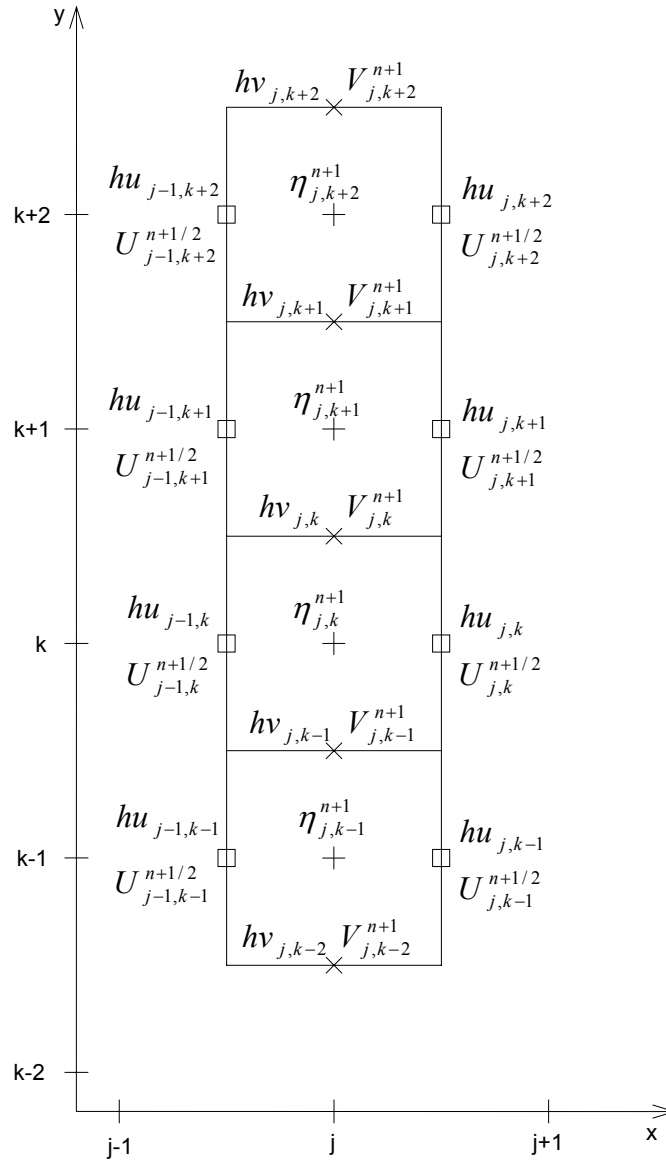 y
hv j,k+2 V^{n+1}_{j,k+2}
hu j-1,k+2 η^{n+1}_{j,k+2} hu j,k+2
k+2
U^{n+1/2}_{j-1,k+2} U^{n+1/2}_{j,k+2}
hv j,k+1 V^{n+1}_{j,k+1}
hu j-1,k+1 η^{n+1}_{j,k+1} hu j,k+1
k+1
U^{n+1/2}_{j-1,k+1} U^{n+1/2}_{j,k+1}
hv j,k V^{n+1}_{j,k}
hu j-1,k η^{n+1}_{j,k} hu j,k
k
U^{n+1/2}_{j-1,k} U^{n+1/2}_{j,k}
hv j,k-1 V^{n+1}_{j,k-1}
hu j-1,k-1 η^{n+1}_{j,k-1} hu j,k-1
k-1
U^{n+1/2}_{j-1,k-1} U^{n+1/2}_{j,k-1}
hv j,k-2 V^{n+1}_{j,k-2}
k-2
j-1 j j+1 x